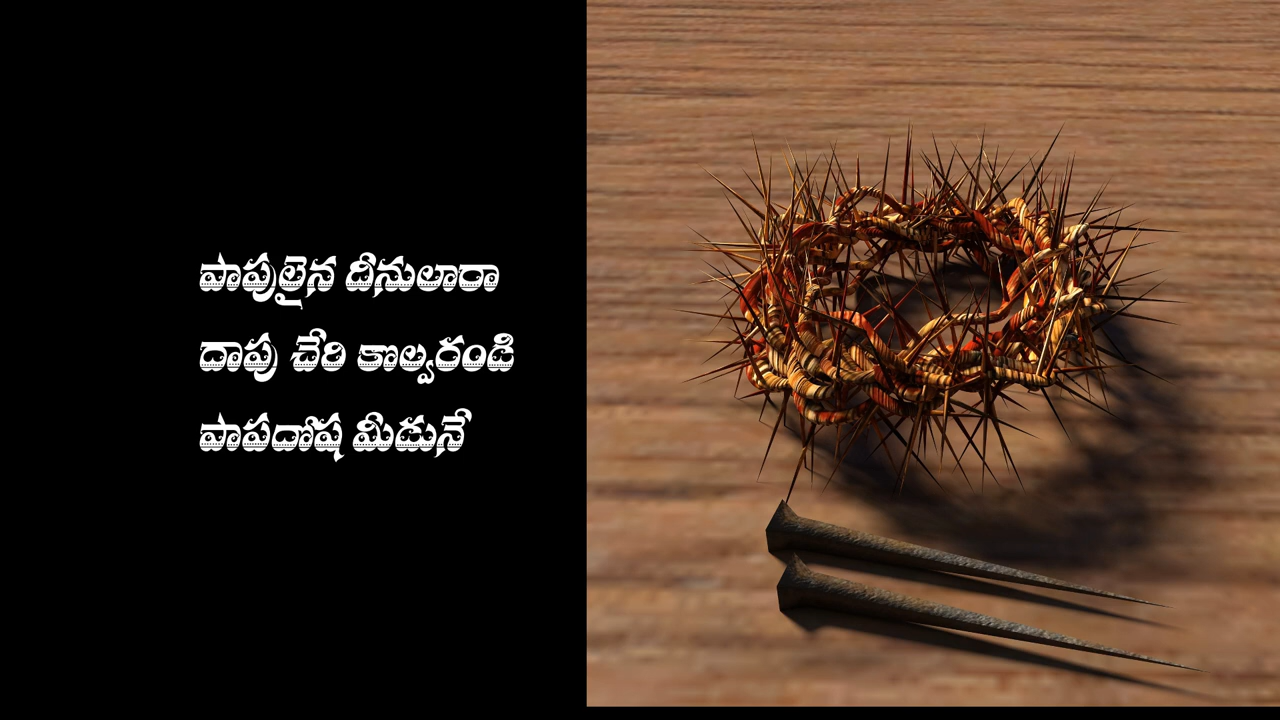 పాపులైన దీనులారా
దాపు చేరి కొల్వరండి
పాపదోష మీడునే